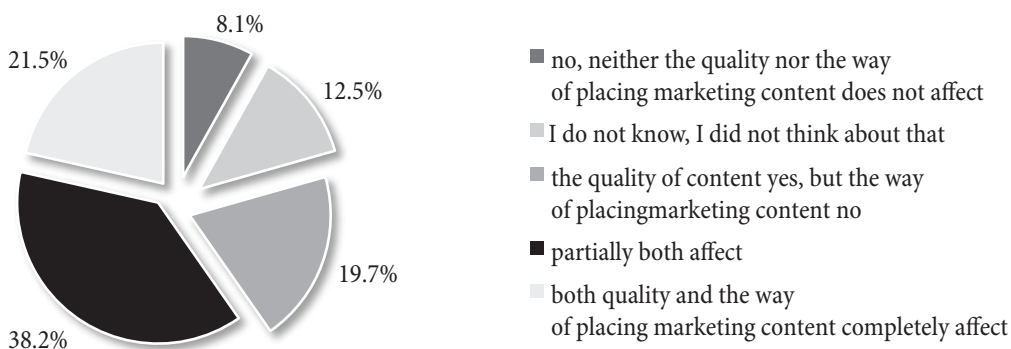 8.1%
21.5%
12.5%
19.7%
38.2%
no, neither the quality nor the way
of placing marketing content does not affect
I do not know, I did not think about that
the quality of content yes, but the way
of placingmarketing content no
partially both affect
both quality and the way
of placing marketing content completely affect